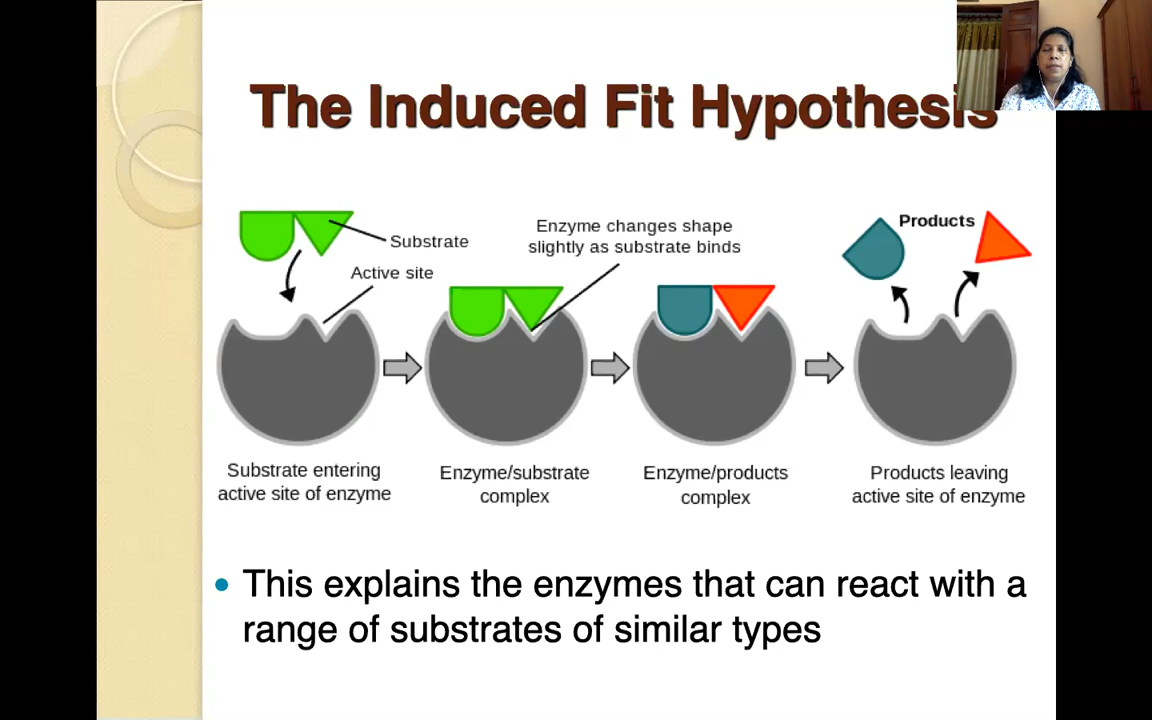 The Induced Fit Hypothesis
Products
Enzyme changes shape
slightly as substrate binds
Substrate
Active site
Substrate entering
active site of enzyme
Enzyme/substrate
complex
Enzyme/products
complex
Products leaving
active site of enzyme
• This explains the enzymes that can react with a
range of substrates of similar types